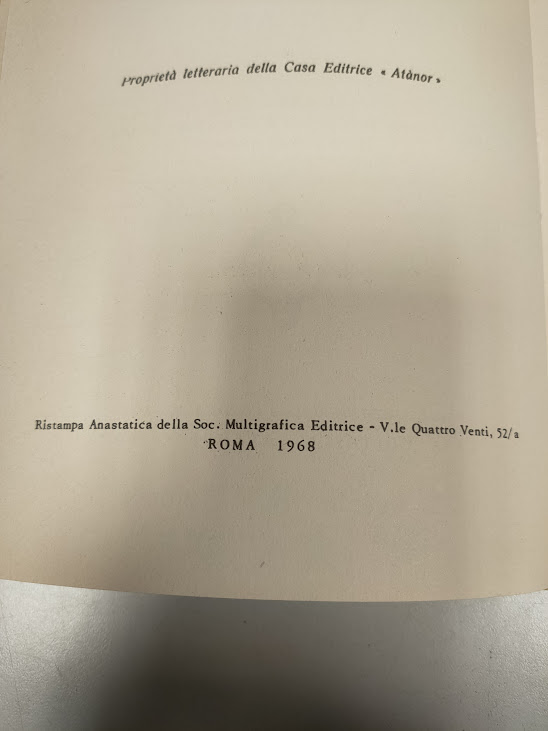 Proprietà letteraria della Casa Editrice « Atànor »
Ristampa Anastatica della Soc. Multigrafica Editrice - V.le Quattro Venti, 52/a
ROMA 1968